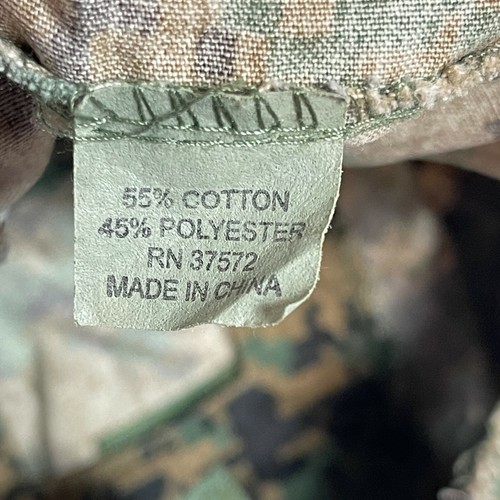 55% COTTON
45% POLYESTER
RN 37572
MADE IN CHINA